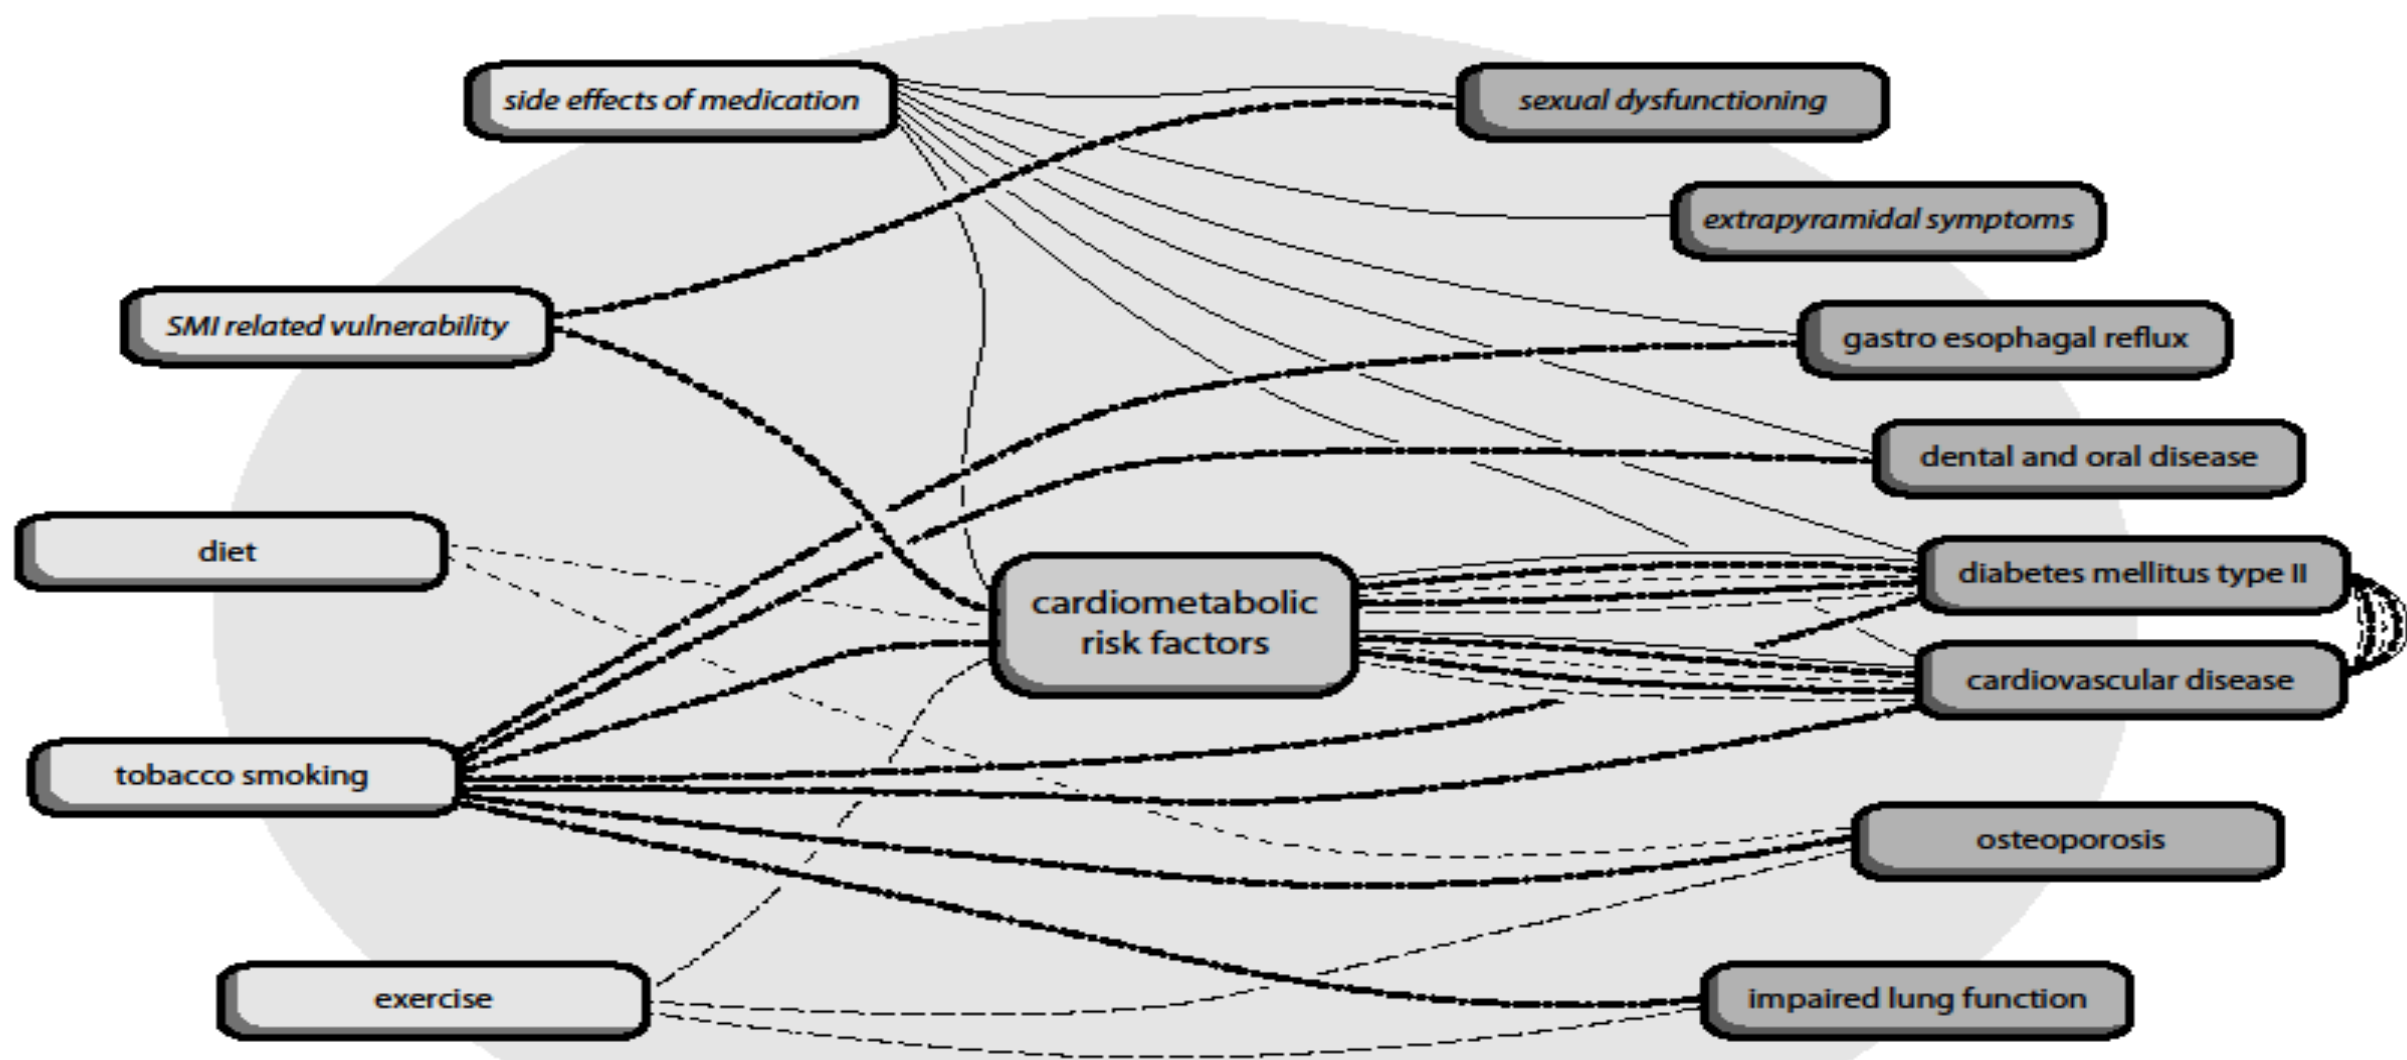 side effects of medication
sexual dysfunctioning
extrapyramidal symptoms
SMI related vulnerability
gastro esophagal reflux
dental and oral disease
diet
diabetes mellitus type II
cardiometabolic
risk factors
cardiovascular disease
tobacco smoking
osteoporosis
exercise
impaired lung function